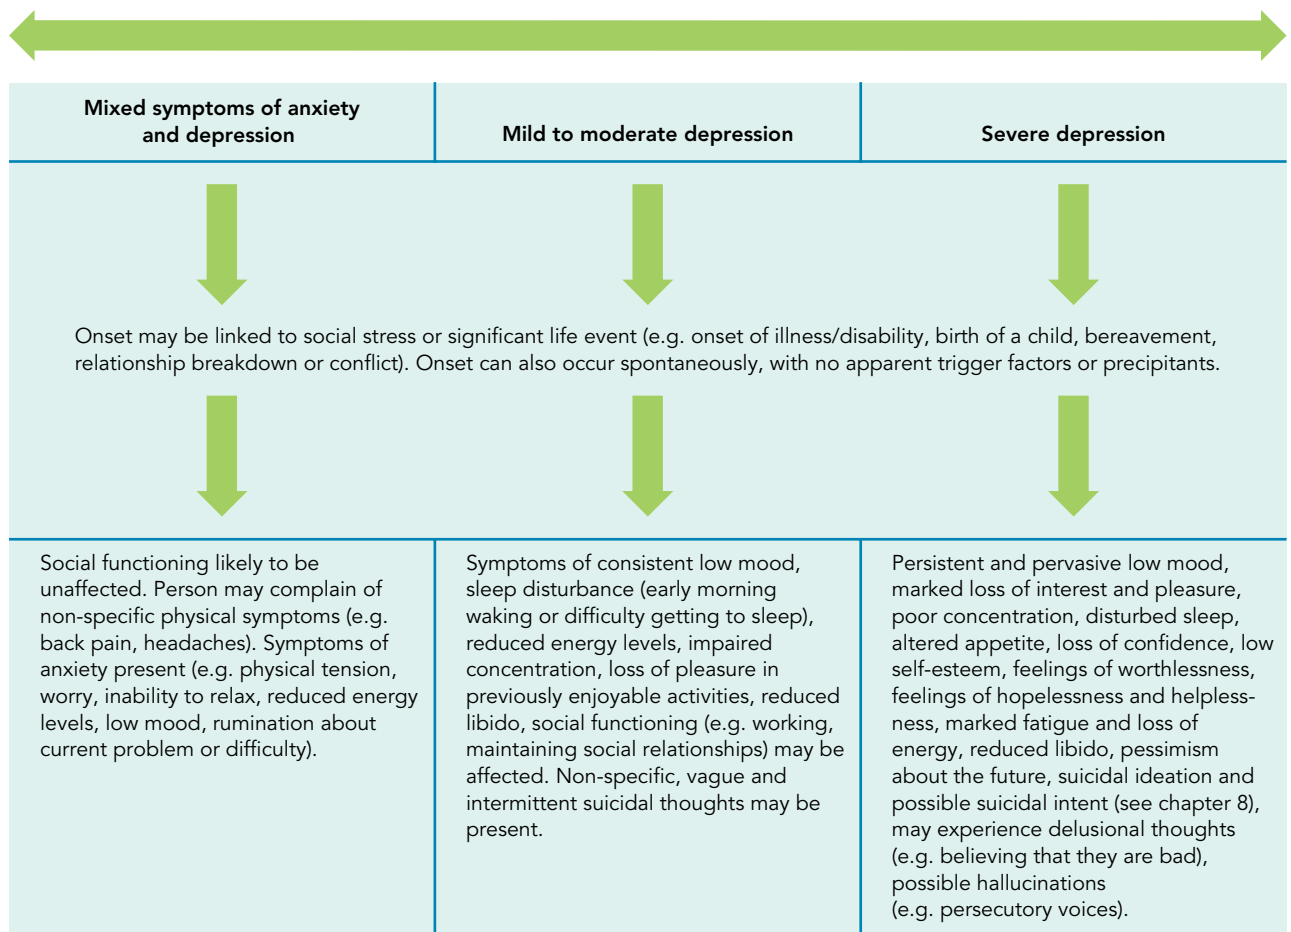 Mixed symptoms of anxiety
and depression
Mild to moderate depression
Severe depression
Onset may be linked to social stress or significant life event (e.g. onset of illness/disability, birth of a child, bereavement,
relationship breakdown or conflict). Onset can also occur spontaneously, with no apparent trigger factors or precipitants.
Social functioning likely to be
unaffected. Person may complain of
non-specific physical symptoms (e.g.
back pain, headaches). Symptoms of
anxiety present (e.g. physical tension,
worry, inability to relax, reduced energy
levels, low mood, rumination about
current problem or difficulty).
Symptoms of consistent low mood,
sleep disturbance (early morning
waking or difficulty getting to sleep),
reduced energy levels, impaired
concentration, loss of pleasure in
previously enjoyable activities, reduced
libido, social functioning (e.g. working,
maintaining social relationships) may be
affected. Non-specific, vague and
intermittent suicidal thoughts may be
present.
Persistent and pervasive low mood,
marked loss of interest and pleasure,
poor concentration, disturbed sleep,
altered appetite, loss of confidence, low
self-esteem, feelings of worthlessness,
feelings of hopelessness and helpless-
ness, marked fatigue and loss of
energy, reduced libido, pessimism
about the future, suicidal ideation and
possible suicidal intent (see chapter 8),
may experience delusional thoughts
(e.g. believing that they are bad),
possible hallucinations
(e.g. persecutory voices).